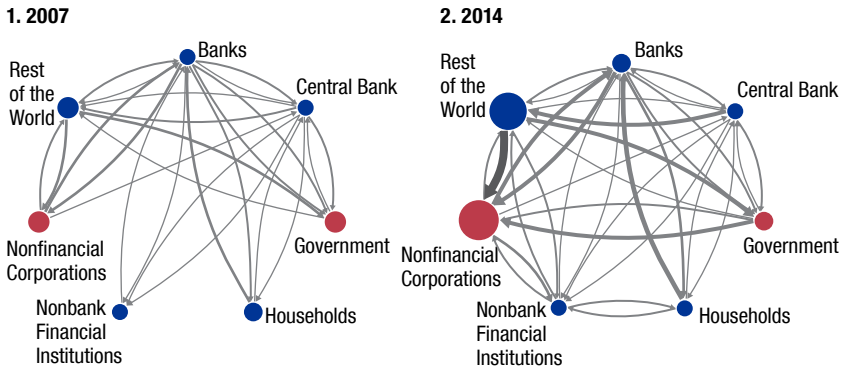 1. 2007
Banks
Rest
of the
World
Central Bank
Nonfinancial
Corporations
Government
Nonbank
Financial
Institutions
Households
2. 2014
Banks
Rest
of the
World
Central Bank
Nonfinancial
Corporations
Government
Nonbank
Financial
Institutions
Households